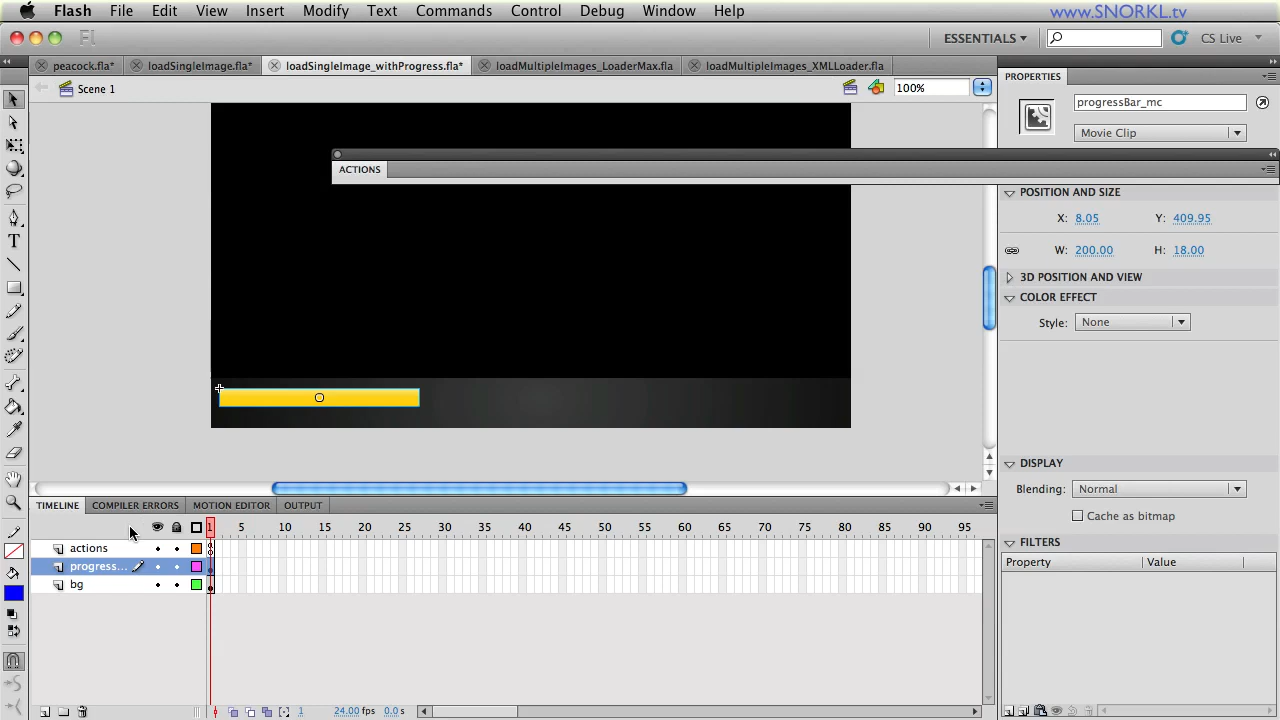 Flash File Edit View Insert Modify Text Commands Control Debug Window Help
www.SNORKL.tv
Fl ESSENTIALS CS Live
peacock.fla* loadSingleImage.fla* loadSingleImage_withProgress.fla* loadMultipleImages_LoaderMax.fla loadMultipleImages_XMLLoader.fla
Scene 1 100%
PROPERTIES
progressBar_mc
Movie Clip
ACTIONS
POSITION AND SIZE
X: 8.05 Y: 409.95
W: 200.00 H: 18.00
3D POSITION AND VIEW
COLOR EFFECT
Style: None
DISPLAY
Blending: Normal
Cache as bitmap
FILTERS
Property Value
TIMELINE COMPILER ERRORS MOTION EDITOR OUTPUT
1 5 10 15 20 25 30 35 40 45 50 55 60 65 70 75 80 85 90 95
actions
progress...
bg
1 24.00 fps 0.0 s